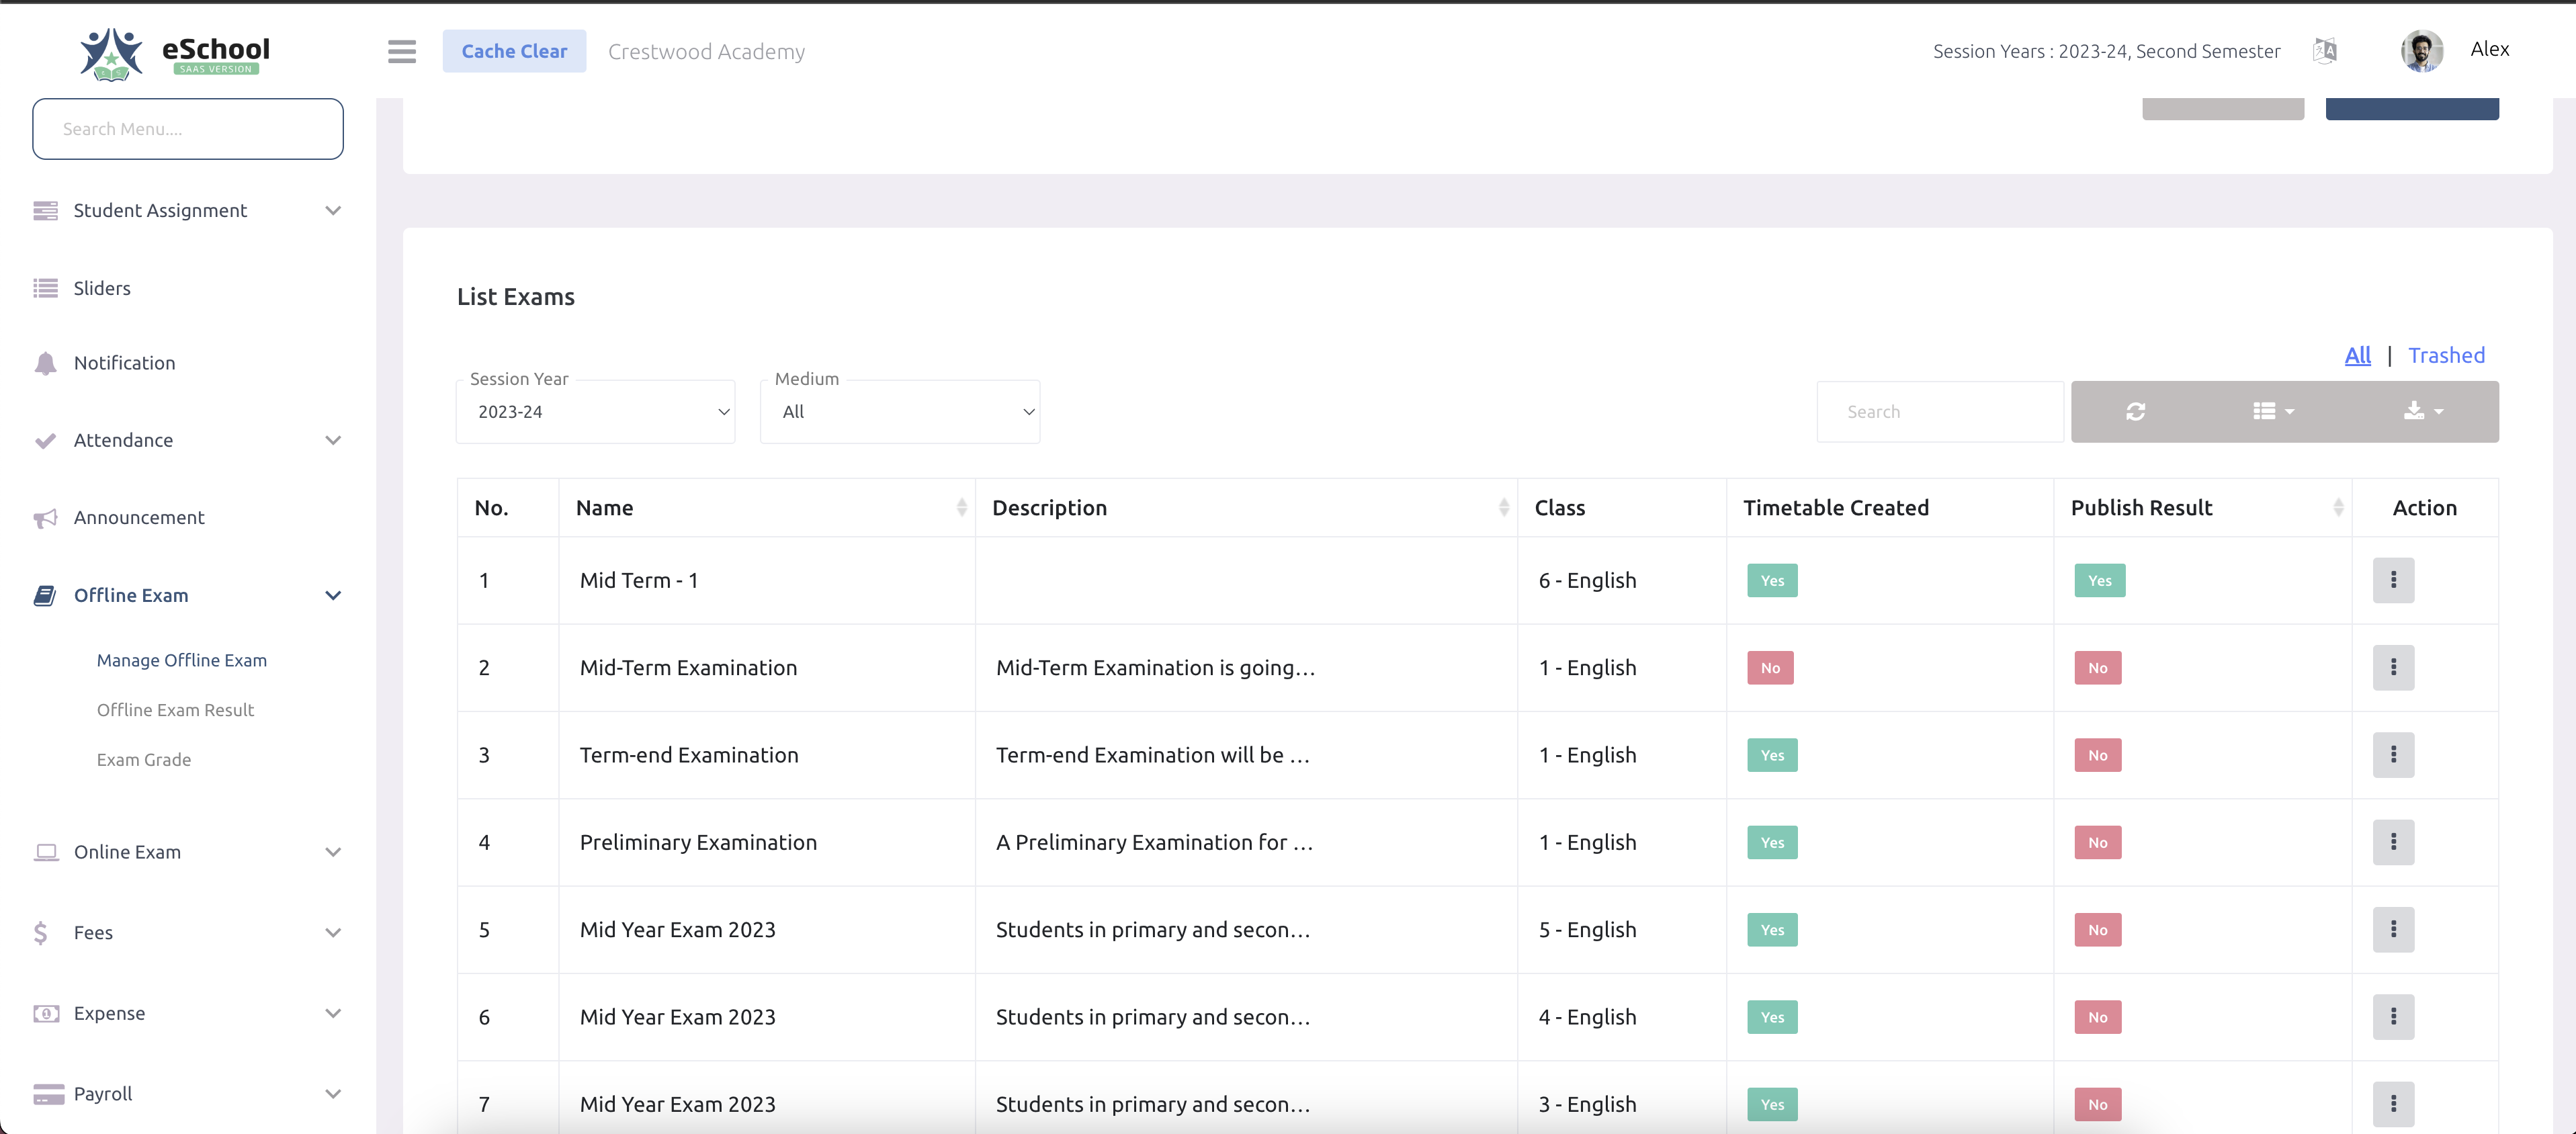 eSchool
SAAS VERSION
Cache Clear
Crestwood Academy
Session Years : 2023-24, Second Semester
Alex
Search Menu....
Student Assignment
Sliders
Notification
Attendance
Announcement
Offline Exam
Manage Offline Exam
Offline Exam Result
Exam Grade
Online Exam
Fees
Expense
Payroll
List Exams
All | Trashed
Session Year
2023-24
Medium
All
Search
No. Name Description Class Timetable Created Publish Result Action
1 Mid Term - 1 6 - English Yes Yes
2 Mid-Term Examination Mid-Term Examination is going... 1 - English No No
3 Term-end Examination Term-end Examination will be ... 1 - English Yes No
4 Preliminary Examination A Preliminary Examination for ... 1 - English Yes No
5 Mid Year Exam 2023 Students in primary and secon... 5 - English Yes No
6 Mid Year Exam 2023 Students in primary and secon... 4 - English Yes No
7 Mid Year Exam 2023 Students in primary and secon... 3 - English Yes No